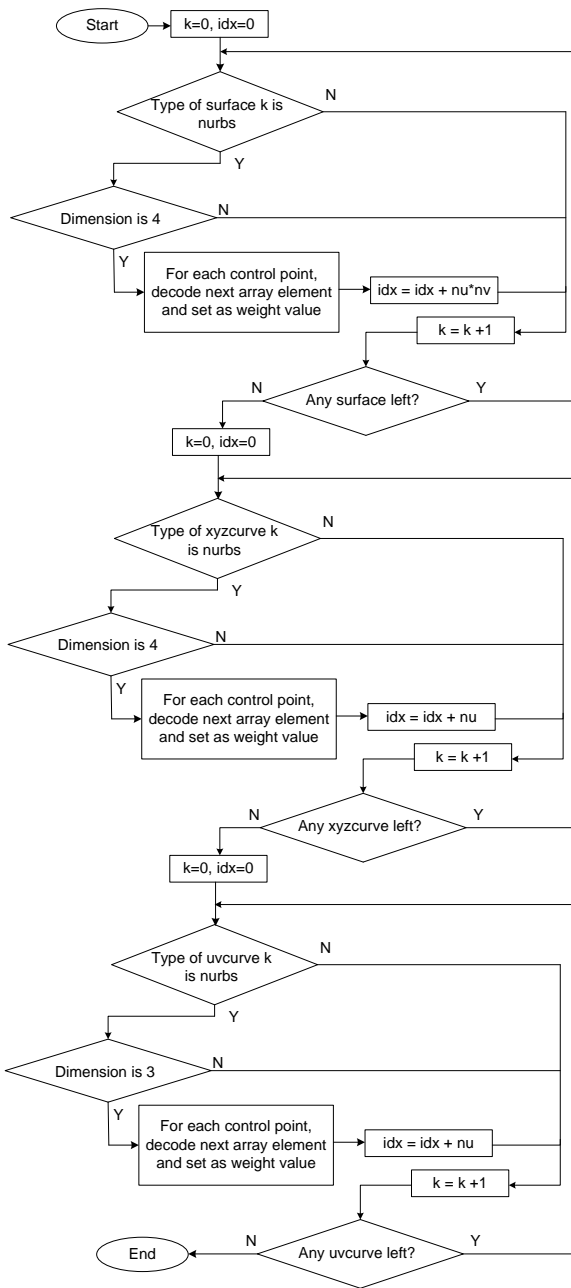 Start
k=0, idx=0
Type of surface k is
nurbs
N
Y
Dimension is 4
N
Y
For each control point,
decode next array element
and set as weight value
idx = idx + nu*nv
k = k +1
Any surface left?
N
Y
k=0, idx=0
Type of xyzcurve k
is nurbs
N
Y
Dimension is 4
N
Y
For each control point,
decode next array element
and set as weight value
idx = idx + nu
k = k +1
Any xyzcurve left?
N
Y
k=0, idx=0
Type of uvcurve k
is nurbs
N
Y
Dimension is 3
N
Y
For each control point,
decode next array element
and set as weight value
idx = idx + nu
k = k +1
Any uvcurve left?
N
Y
End